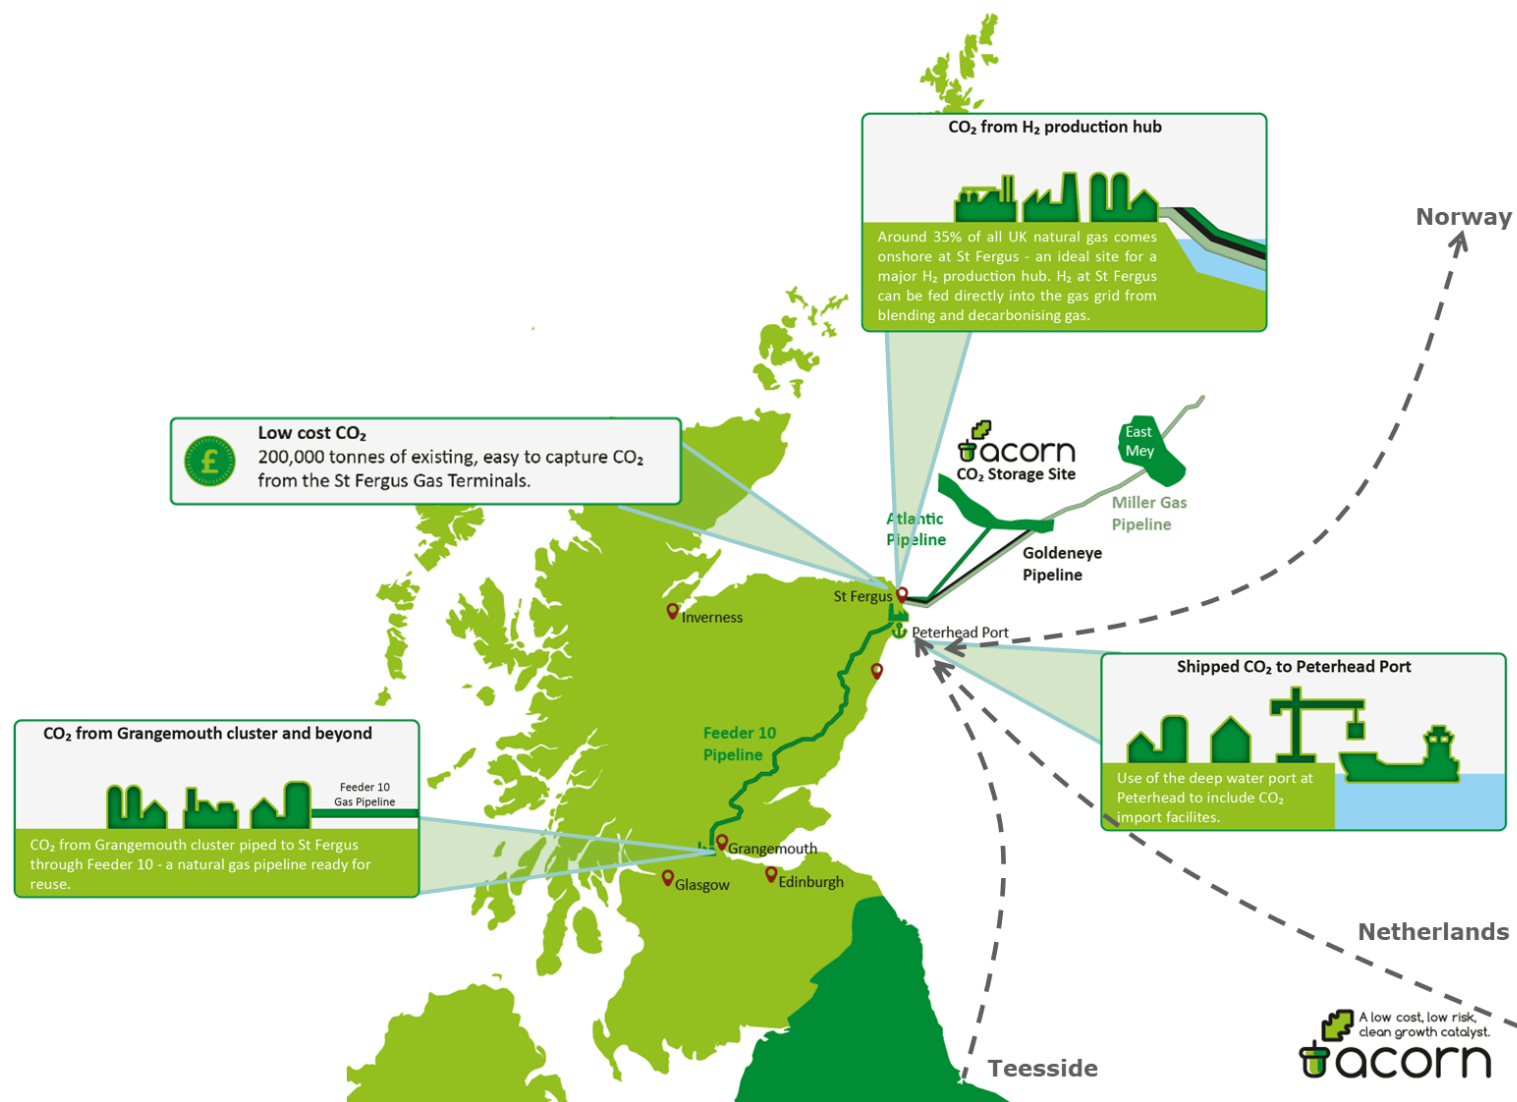 CO₂ from H₂ production hub
Around 35% of all UK natural gas comes
onshore at St Fergus - an ideal site for a
major H₂ production hub. H₂ at St Fergus
can be fed directly into the gas grid from
blending and decarbonising gas.
Norway
Low cost CO₂
200,000 tonnes of existing, easy to capture CO₂
from the St Fergus Gas Terminals.
£
acorn
CO₂ Storage Site
East
Mey
Atlantic
Pipeline
Miller Gas
Pipeline
Goldeneye
Pipeline
St Fergus
Inverness
Peterhead Port
Shipped CO₂ to Peterhead Port
Use of the deep water port at
Peterhead to include CO₂
import facilites.
Feeder 10
Pipeline
CO₂ from Grangemouth cluster and beyond
Feeder 10
Gas Pipeline
CO₂ from Grangemouth cluster piped to St Fergus
through Feeder 10 - a natural gas pipeline ready for
reuse.
Grangemouth
Glasgow
Edinburgh
Netherlands
Teesside
A low cost, low risk,
clean growth catalyst.
acorn